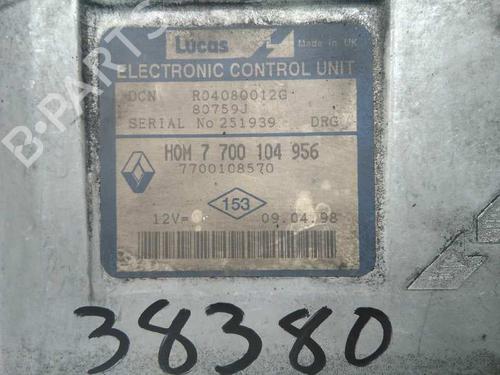 Lucas
Made in UK
ELECTRONIC CONTROL UNIT
DCN R04080012G
80759J
SERIAL No 251939 DRG
HOM 7 700 104 956
7700108570
153
12V= 09.04.98
38380